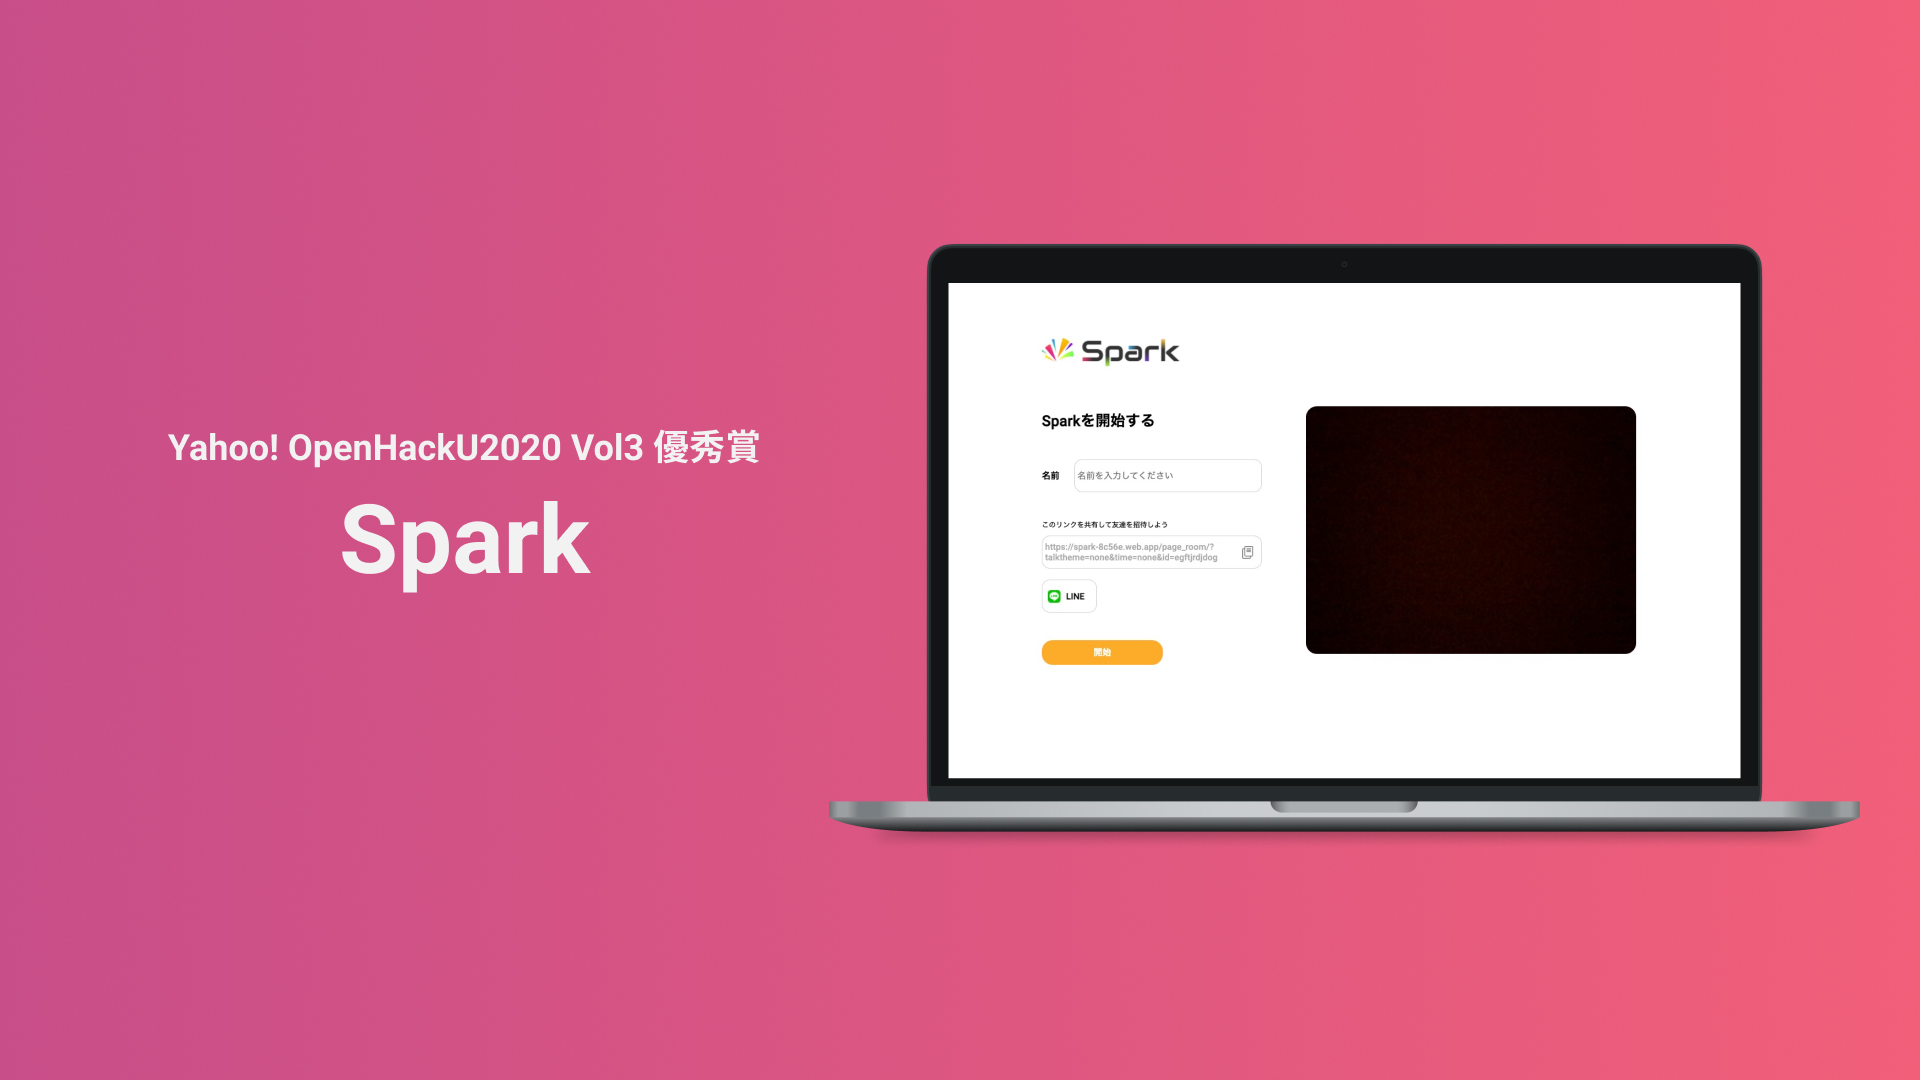 Yahoo! OpenHackU2020 Vol3 優秀賞
Spark
Spark
Sparkを開始する
名前
名前を入力してください
このリンクを共有して友達を招待しよう
https://spark-8c56e.web.app/page_room/?
talktheme=none&time=none&id=egftjrdjdog
LINE
開始